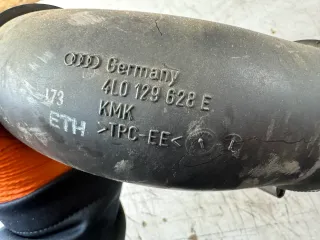 Germany
4L0 129 628 E
KMK
173
ETH >TPC-EE<